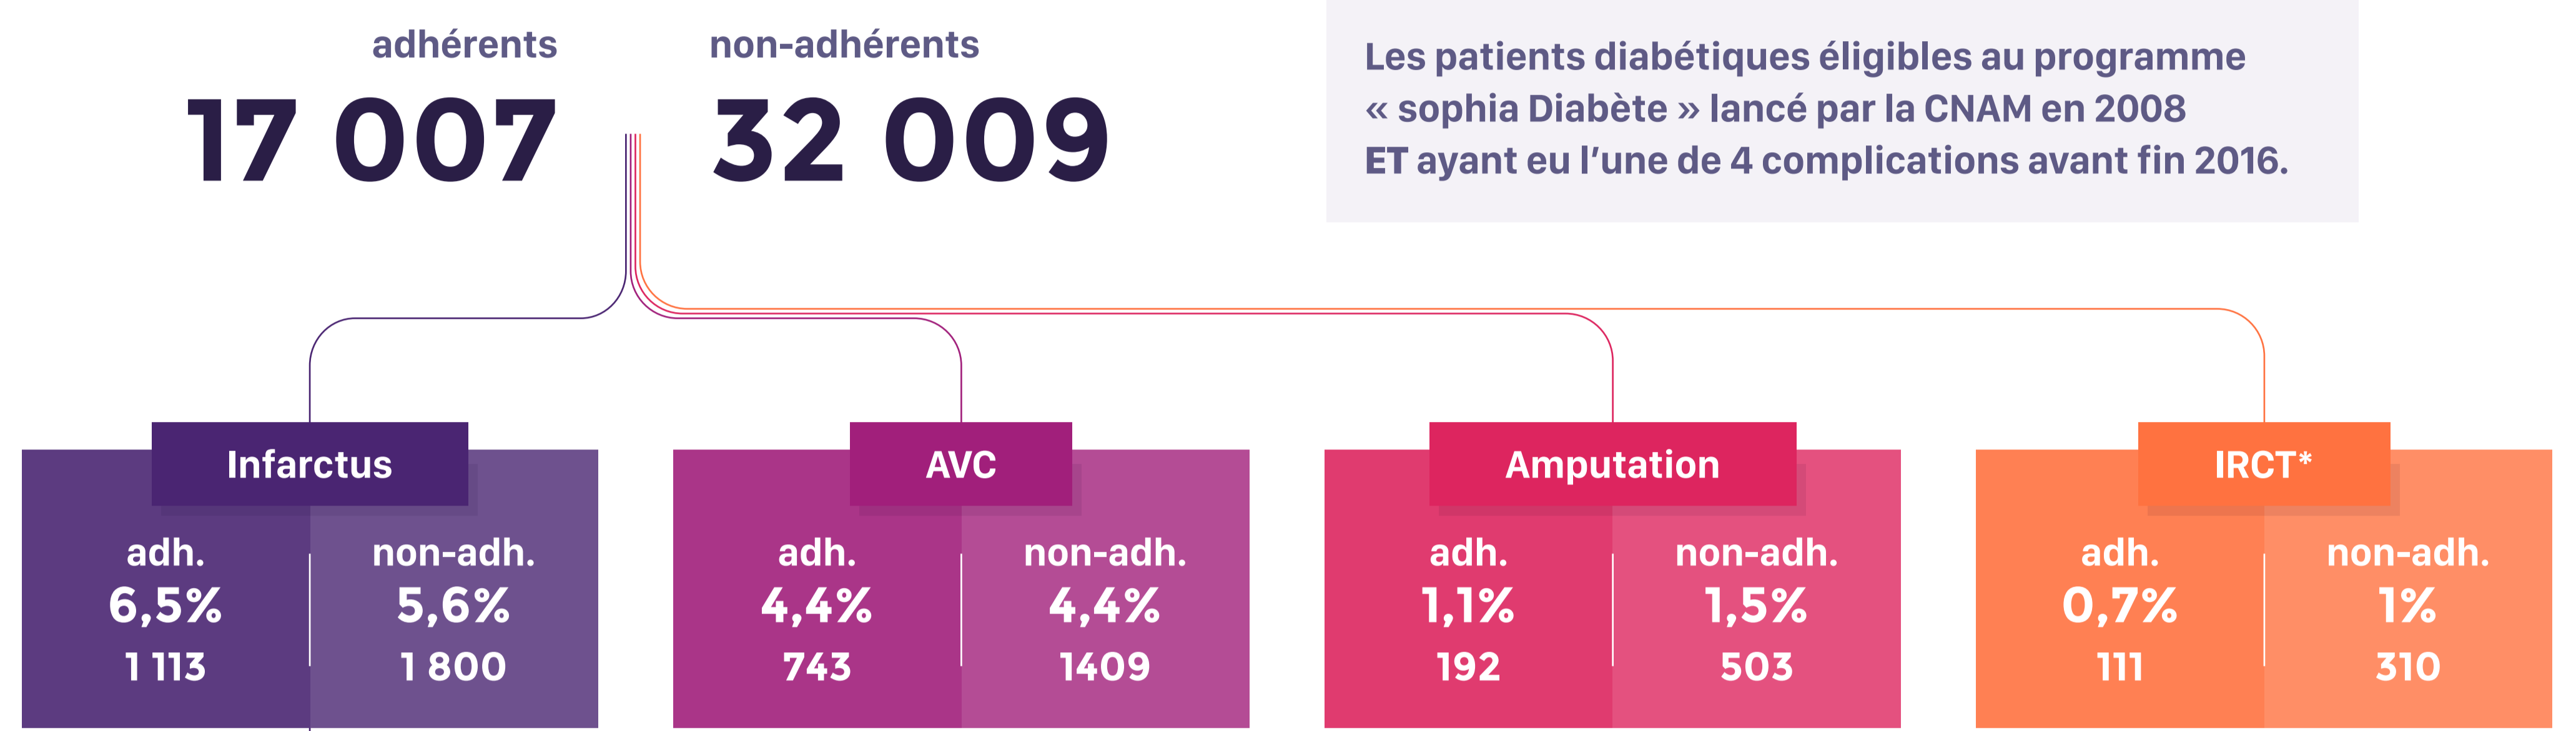 adhérents
17 007
non-adhérents
32 009
Les patients diabétiques éligibles au programme
« sophia Diabète » lancé par la CNAM en 2008
ET ayant eu l’une de 4 complications avant fin 2016.
Infarctus
adh.
6,5%
1 113
non-adh.
5,6%
1 800
AVC
adh.
4,4%
743
non-adh.
4,4%
1409
Amputation
adh.
1,1%
192
non-adh.
1,5%
503
IRCT*
adh.
0,7%
111
non-adh.
1%
310